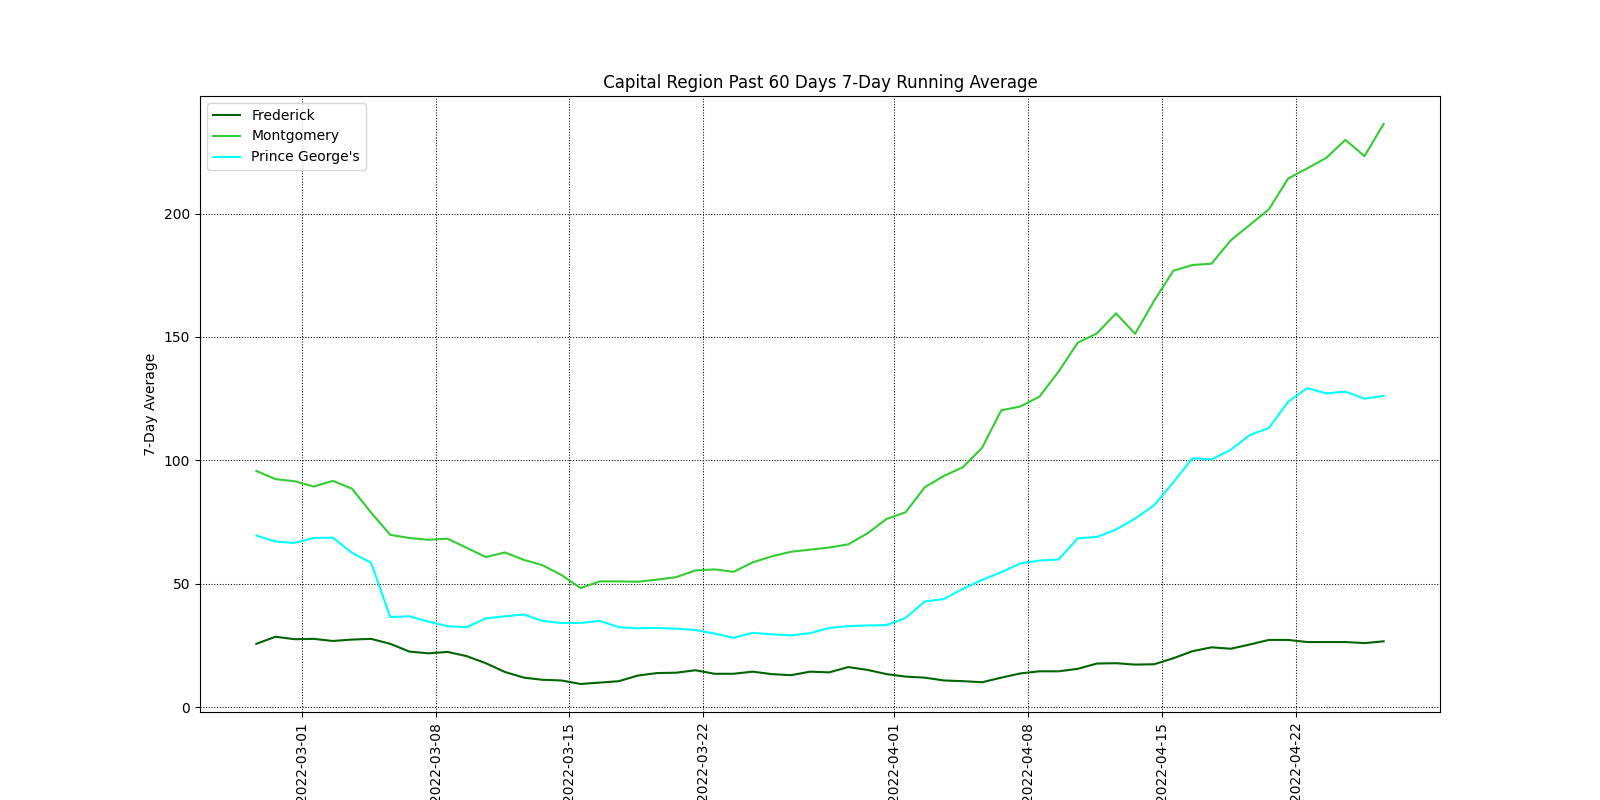 Capital Region Past 60 Days 7-Day Running Average
Frederick
Montgomery
Prince George's
7-Day Average
200
150
100
50
0
2022-03-01
2022-03-08
2022-03-15
2022-03-22
2022-04-01
2022-04-08
2022-04-15
2022-04-22